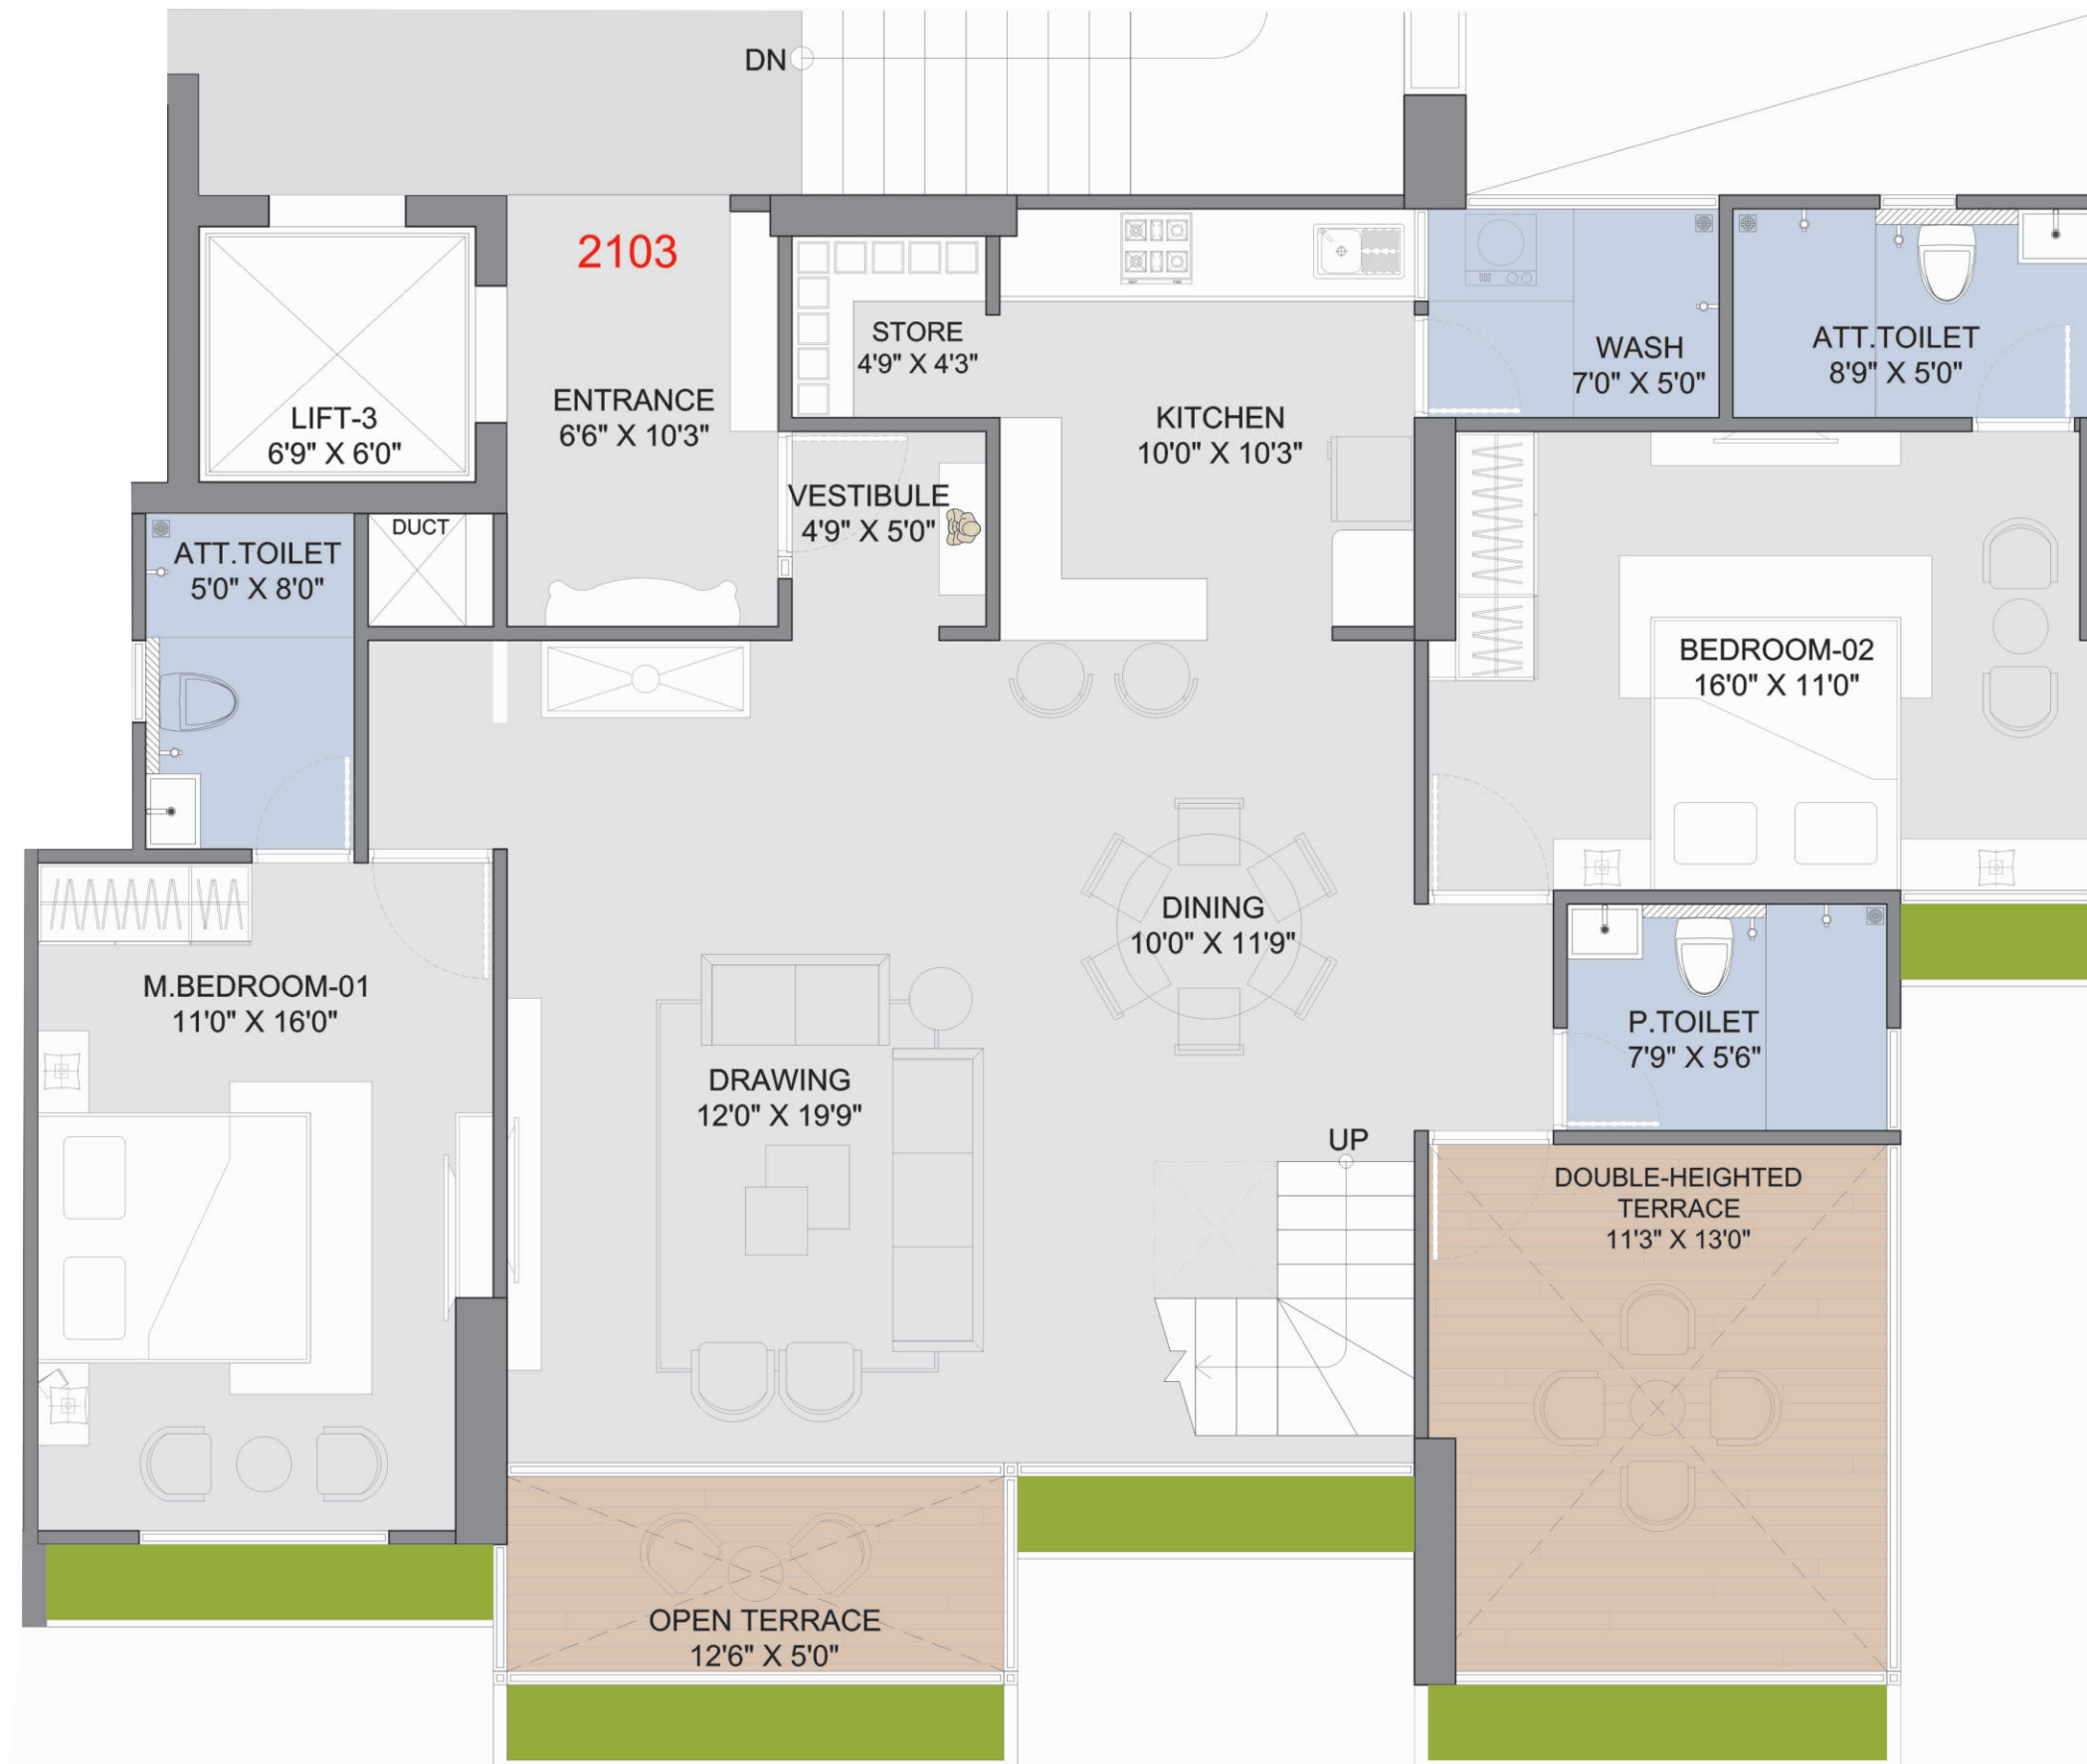 DN
2103
STORE
4'9" X 4'3"
WASH
7'0" X 5'0"
ATT.TOILET
8'9" X 5'0"
LIFT-3
6'9" X 6'0"
ENTRANCE
6'6" X 10'3"
KITCHEN
10'0" X 10'3"
VESTIBULE
4'9" X 5'0"
DUCT
ATT.TOILET
5'0" X 8'0"
BEDROOM-02
16'0" X 11'0"
DINING
10'0" X 11'9"
M.BEDROOM-01
11'0" X 16'0"
P.TOILET
7'9" X 5'6"
DRAWING
12'0" X 19'9"
UP
DOUBLE-HEIGHTED
TERRACE
11'3" X 13'0"
OPEN TERRACE
12'6" X 5'0"